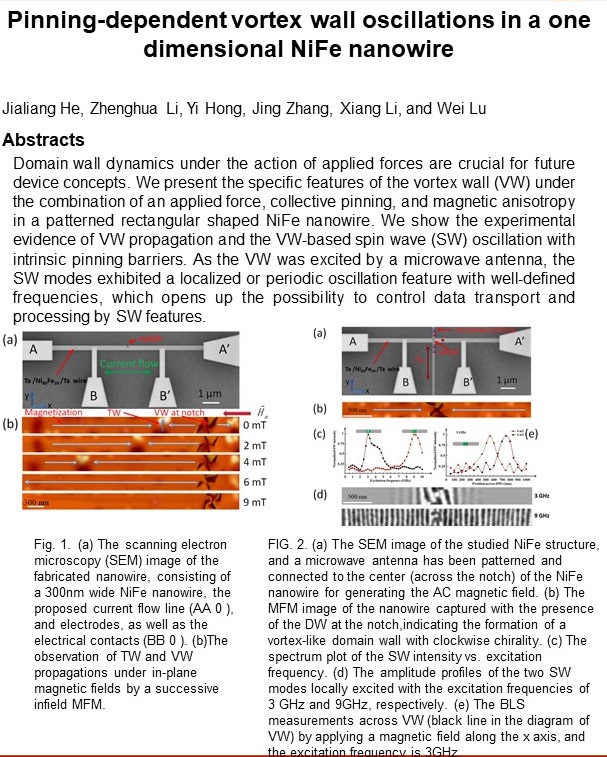 Pinning-dependent vortex wall oscillations in a one
dimensional NiFe nanowire
Jialiang He, Zhenghua Li, Yi Hong, Jing Zhang, Xiang Li, and Wei Lu
Abstracts
Domain wall dynamics under the action of applied forces are crucial for future
device concepts. We present the specific features of the vortex wall (VW) under
the combination of an applied force, collective pinning, and magnetic anisotropy
in a patterned rectangular shaped NiFe nanowire. We show the experimental
evidence of VW propagation and the VW-based spin wave (SW) oscillation with
intrinsic pinning barriers. As the VW was excited by a microwave antenna, the
SW modes exhibited a localized or periodic oscillation feature with well-defined
frequencies, which opens up the possibility to control data transport and
processing by SW features.
(a)
A
A'
Current flow
Ta /Ni80Fe20/Ta wire
B
B'
1 μm
y
x
Magnetization
TW
VW at notch
(b)
0 mT
2 mT
4 mT
6 mT
300 nm
9 mT
Fig. 1. (a) The scanning electron
microscopy (SEM) image of the
fabricated nanowire, consisting of
a 300nm wide NiFe nanowire, the
proposed current flow line (AA 0 ),
and electrodes, as well as the
electrical contacts (BB 0 ). (b)The
observation of TW and VW
propagations under in-plane
magnetic fields by a successive
infield MFM.
(a)
A
A'
B
B'
1 μm
y
x
(b)
500 nm
(c)
(e)
3 GHz
Excitation frequency (GHz)
(d)
500 nm
3 GHz
9 GHz
FIG. 2. (a) The SEM image of the studied NiFe structure,
and a microwave antenna has been patterned and
connected to the center (across the notch) of the NiFe
nanowire for generating the AC magnetic field. (b) The
MFM image of the nanowire captured with the presence
of the DW at the notch,indicating the formation of a
vortex-like domain wall with clockwise chirality. (c) The
spectrum plot of the SW intensity vs. excitation
frequency. (d) The amplitude profiles of the two SW
modes locally excited with the excitation frequencies of
3 GHz and 9GHz, respectively. (e) The BLS
measurements across VW (black line in the diagram of
VW) by applying a magnetic field along the x axis, and
the excitation frequency is 3GHz